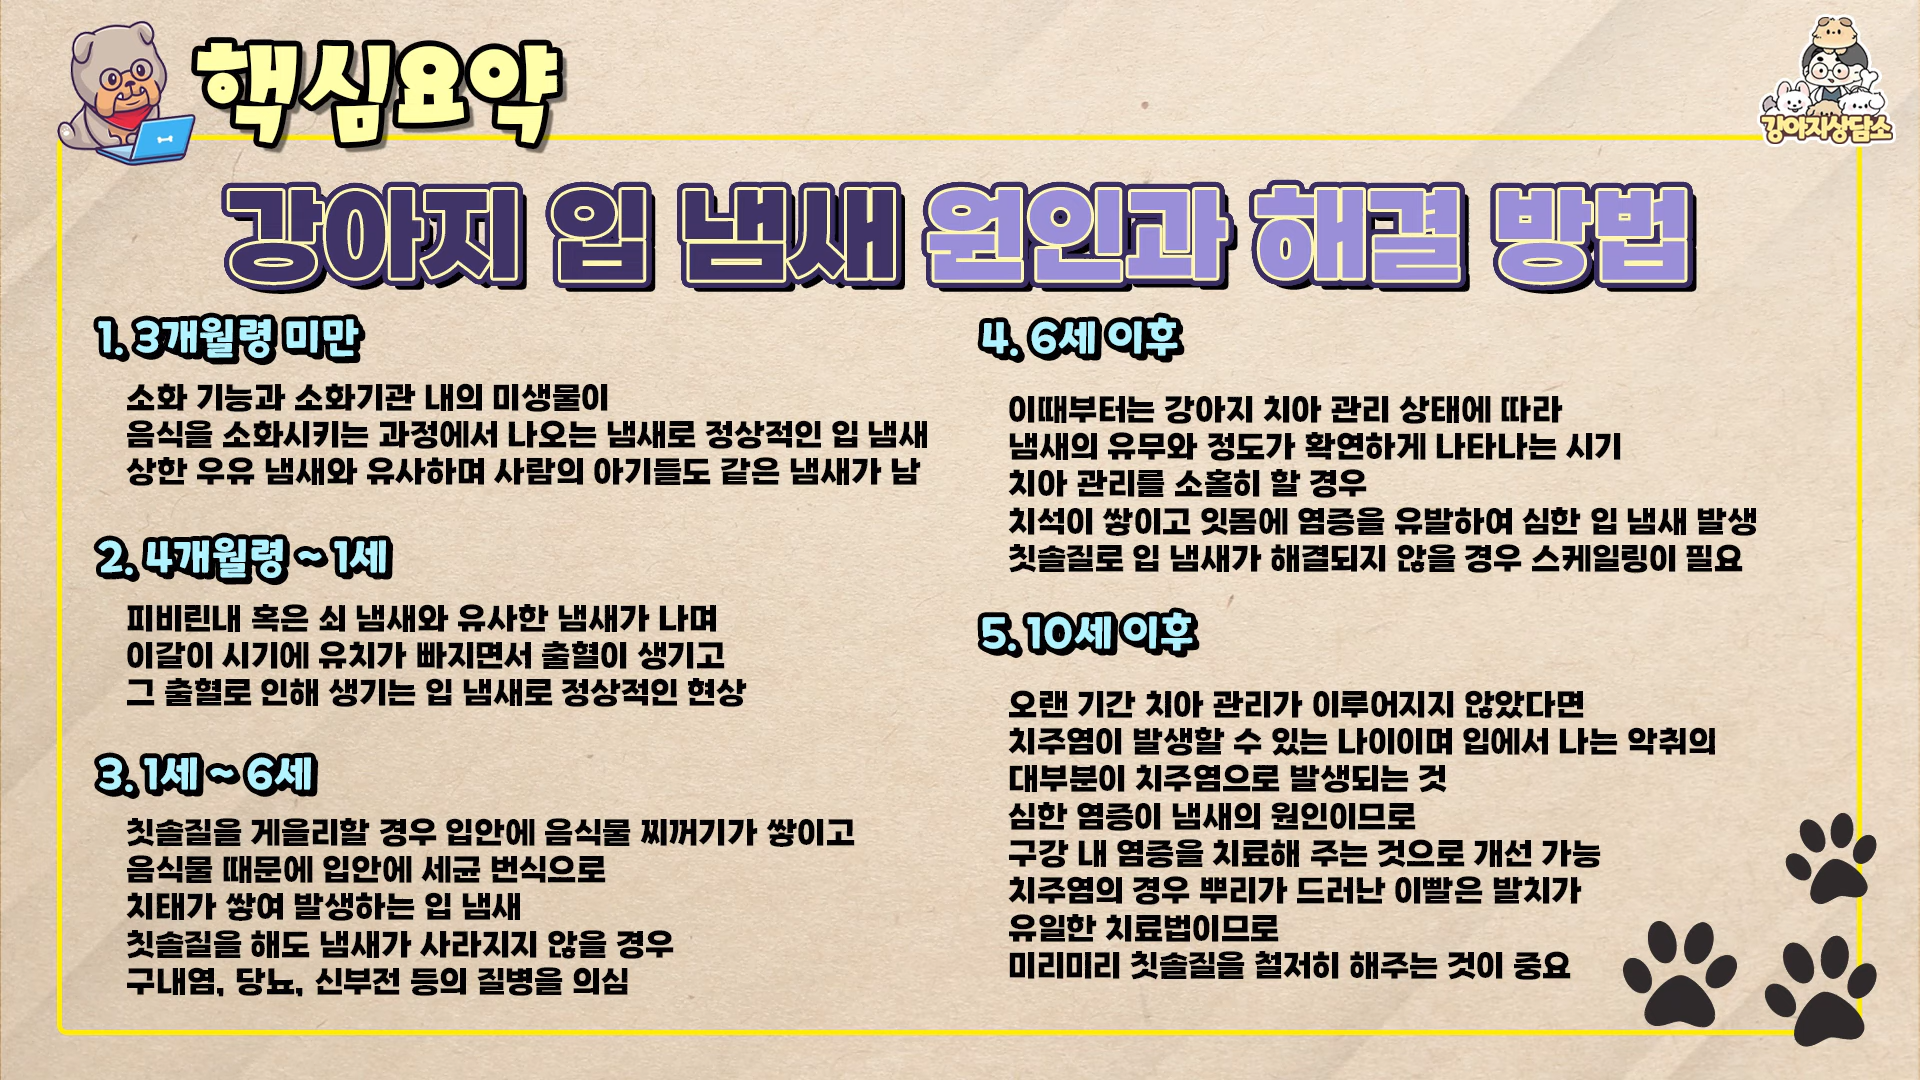 핵심요약
강아지상담소
강아지 입 냄새 원인과 해결 방법
1. 3개월령 미만
소화 기능과 소화기관 내의 미생물이
음식을 소화시키는 과정에서 나오는 냄새로 정상적인 입 냄새
상한 우유 냄새와 유사하며 사람의 아기들도 같은 냄새가 남
2. 4개월령 ~ 1세
피비린내 혹은 쇠 냄새와 유사한 냄새가 나며
이갈이 시기에 유치가 빠지면서 출혈이 생기고
그 출혈로 인해 생기는 입 냄새로 정상적인 현상
3. 1세 ~ 6세
칫솔질을 게을리할 경우 입안에 음식물 찌꺼기가 쌓이고
음식물 때문에 입안에 세균 번식으로
치태가 쌓여 발생하는 입 냄새
칫솔질을 해도 냄새가 사라지지 않을 경우
구내염, 당뇨, 신부전 등의 질병을 의심
4. 6세 이후
이때부터는 강아지 치아 관리 상태에 따라
냄새의 유무와 정도가 확연하게 나타나는 시기
치아 관리를 소홀히 할 경우
치석이 쌓이고 잇몸에 염증을 유발하여 심한 입 냄새 발생
칫솔질로 입 냄새가 해결되지 않을 경우 스케일링이 필요
5. 10세 이후
오랜 기간 치아 관리가 이루어지지 않았다면
치주염이 발생할 수 있는 나이이며 입에서 나는 악취의
대부분이 치주염으로 발생되는 것
심한 염증이 냄새의 원인이므로
구강 내 염증을 치료해 주는 것으로 개선 가능
치주염의 경우 뿌리가 드러난 이빨은 발치가
유일한 치료법이므로
미리미리 칫솔질을 철저히 해주는 것이 중요